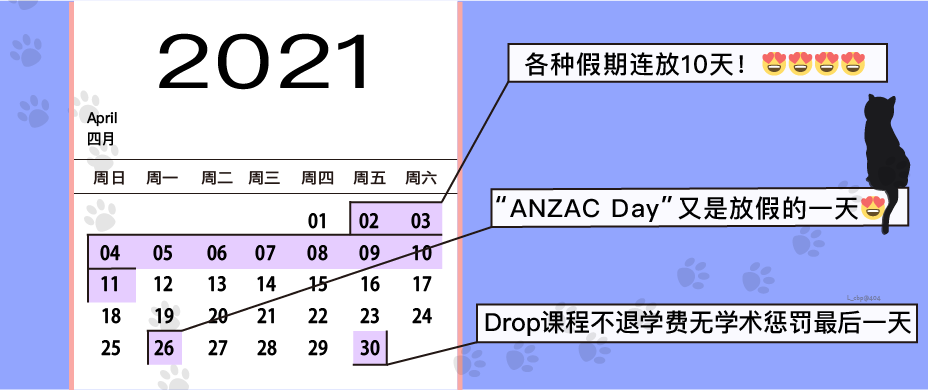 2021
April
四月
周日 周一 周二 周三 周四 周五 周六
01 02 03
04 05 06 07 08 09 10
11 12 13 14 15 16 17
18 19 20 21 22 23 24
25 26 27 28 29 30
各种假期连放10天！😍😍😍😍
“ANZAC Day”又是放假的一天😍
Drop课程不退学费无学术惩罚最后一天